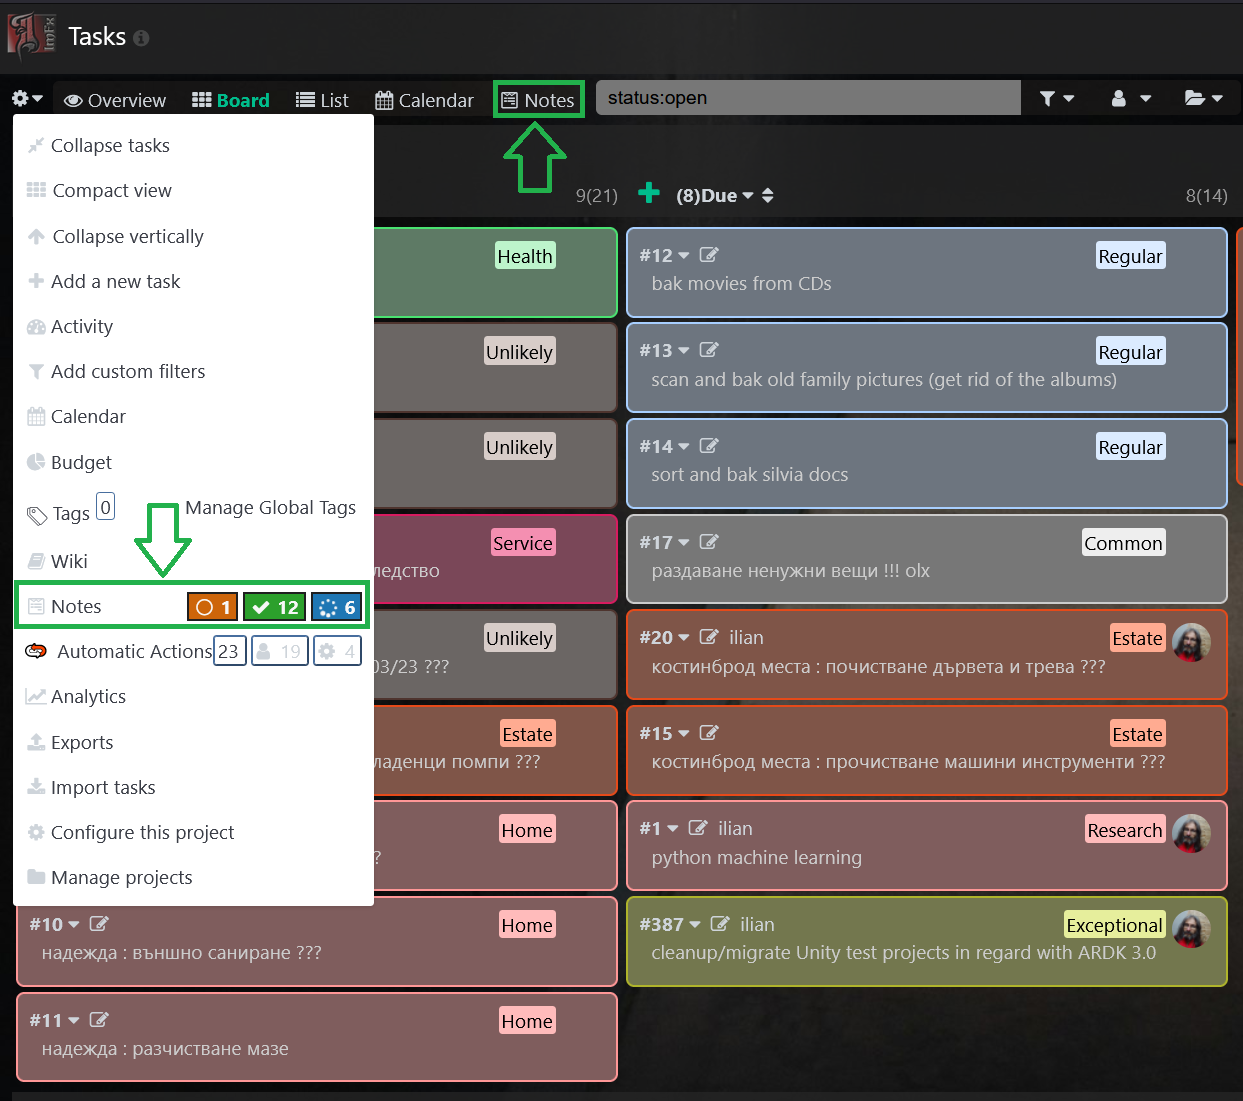 ImFx
Tasks
Overview
Board
List
Calendar
Notes
status:open
Collapse tasks
Compact view
Collapse vertically
Add a new task
Activity
Add custom filters
Calendar
Budget
Tags 0 Manage Global Tags
Wiki
Notes 1 12 6
Automatic Actions 23 19 4
Analytics
Exports
Import tasks
Configure this project
Manage projects
9(21)
Health
Unlikely
Unlikely
Service
ледство
Unlikely
03/23 ???
Estate
ладенци помпи ???
Home
?
#10 Home
надежда : външно саниране ???
#11 Home
надежда : разчистване мазе
(8)Due 8(14)
#12 Regular
bak movies from CDs
#13 Regular
scan and bak old family pictures (get rid of the albums)
#14 Regular
sort and bak silvia docs
#17 Common
раздаване ненужни вещи !!! olx
#20 ilian Estate
костинброд места : почистване дървета и трева ???
#15 Estate
костинброд места : прочистване машини инструменти ???
#1 ilian Research
python machine learning
#387 ilian Exceptional
cleanup/migrate Unity test projects in regard with ARDK 3.0